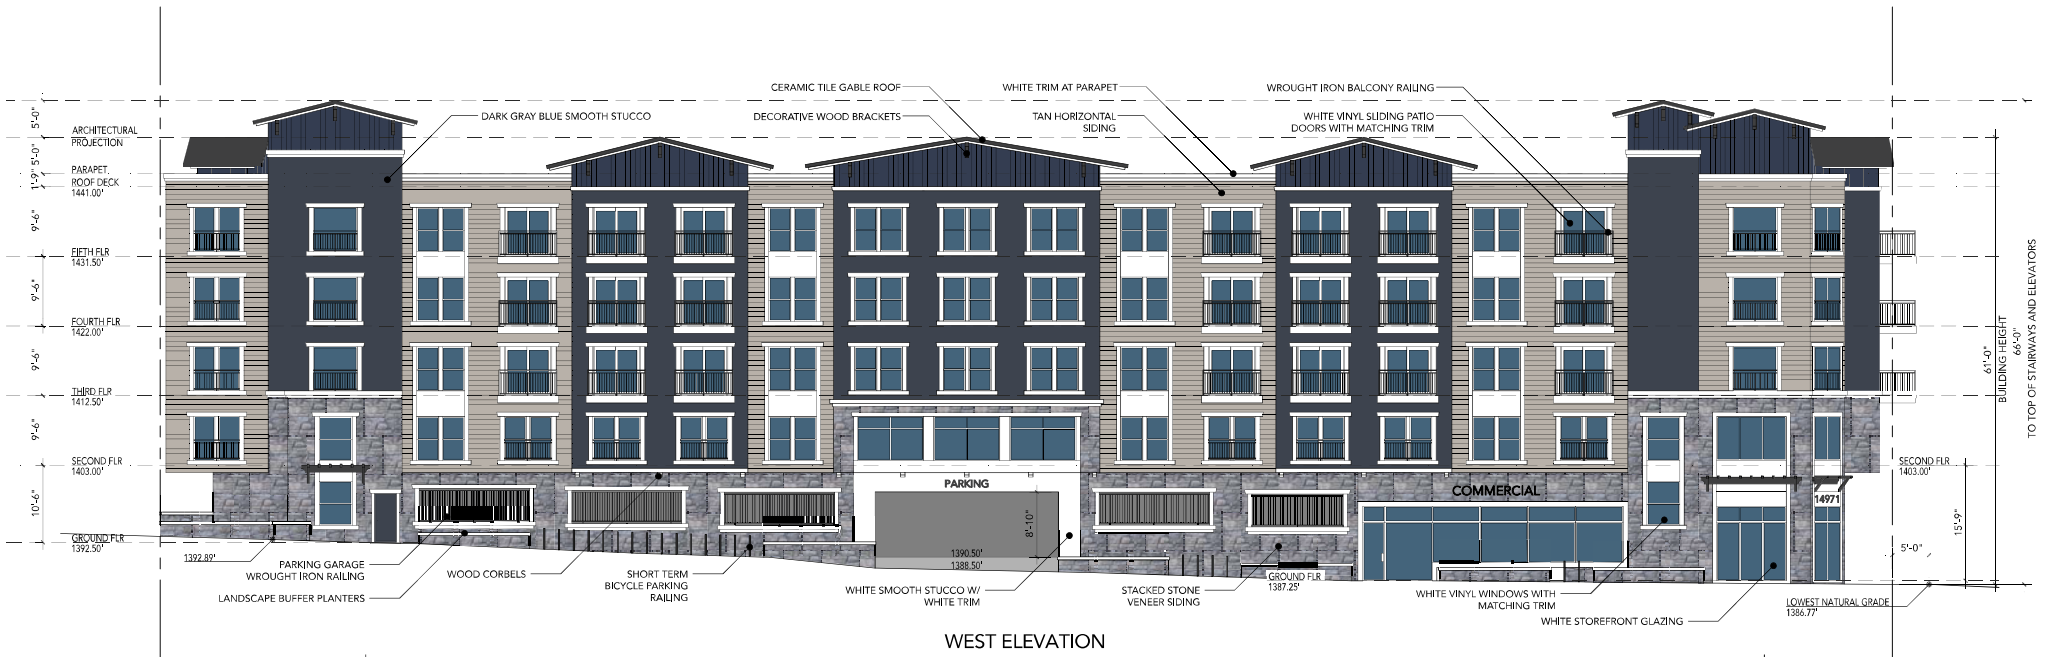 CERAMIC TILE GABLE ROOF
WHITE TRIM AT PARAPET
WROUGHT IRON BALCONY RAILING
DARK GRAY BLUE SMOOTH STUCCO
DECORATIVE WOOD BRACKETS
TAN HORIZONTAL
SIDING
WHITE VINYL SLIDING PATIO
DOORS WITH MATCHING TRIM
5'-0"
ARCHITECTURAL
PROJECTION
5'-0"
PARAPET
1'-9"
ROOF DECK
1441.00'
9'-6"
FIFTH FLR
1431.50'
9'-6"
FOURTH FLR
1422.00'
9'-6"
THIRD FLR
1412.50'
9'-6"
SECOND FLR
1403.00'
10'-6"
GROUND FLR
1392.50'
1392.89'
PARKING
COMMERCIAL
14971
8'-10"
1390.50'
1388.50'
SECOND FLR
1403.00'
15'-9"
5'-0"
61'-0"
BUILDING HEIGHT
66'-0"
TO TOP OF STAIRWAYS AND ELEVATORS
PARKING GARAGE
WROUGHT IRON RAILING
LANDSCAPE BUFFER PLANTERS
WOOD CORBELS
SHORT TERM
BICYCLE PARKING
RAILING
WHITE SMOOTH STUCCO W/
WHITE TRIM
STACKED STONE
VENEER SIDING
GROUND FLR
1387.25'
WHITE VINYL WINDOWS WITH
MATCHING TRIM
WHITE STOREFRONT GLAZING
LOWEST NATURAL GRADE
1386.77'
WEST ELEVATION